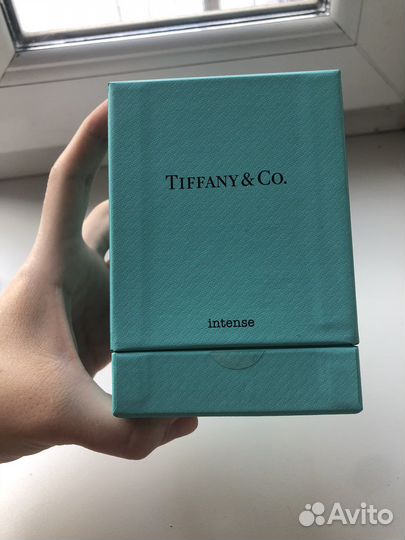 TIFFANY & CO.
intense
Avito